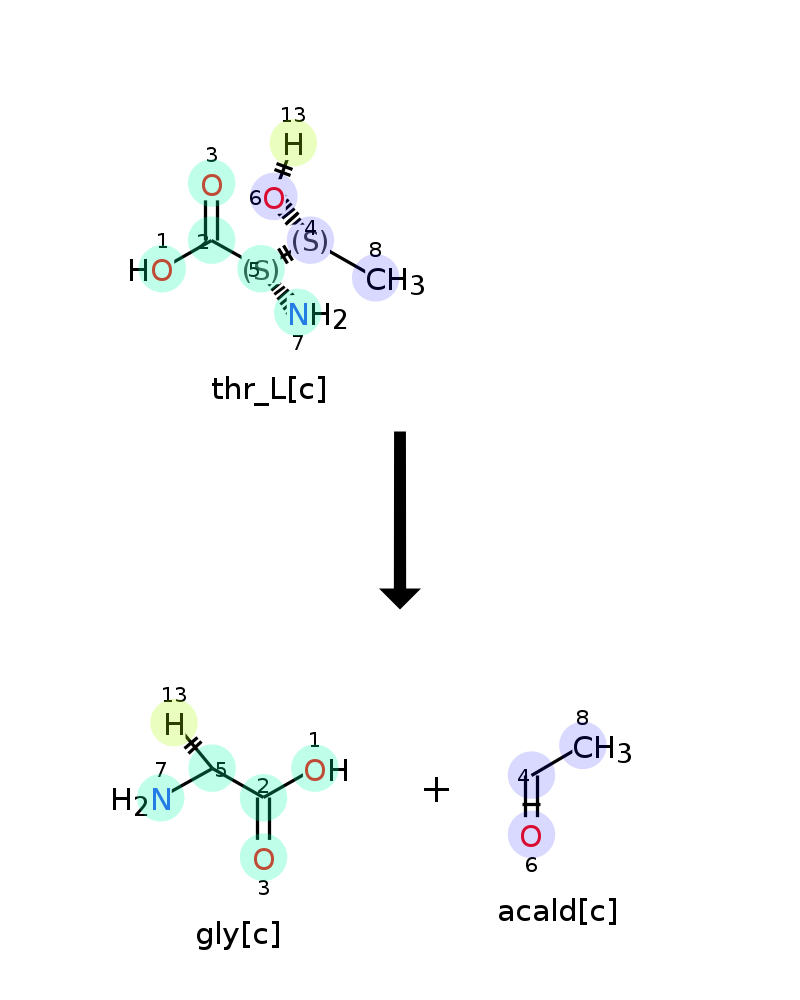 13
H
3
O
6 O
4
(S)
8
CH3
1
HO
2
5
(S)
NH2
7
thr_L[c]
13
H
7
H2N
5
2
1
OH
O
3
+
8
CH3
4
O
6
gly[c]
acald[c]